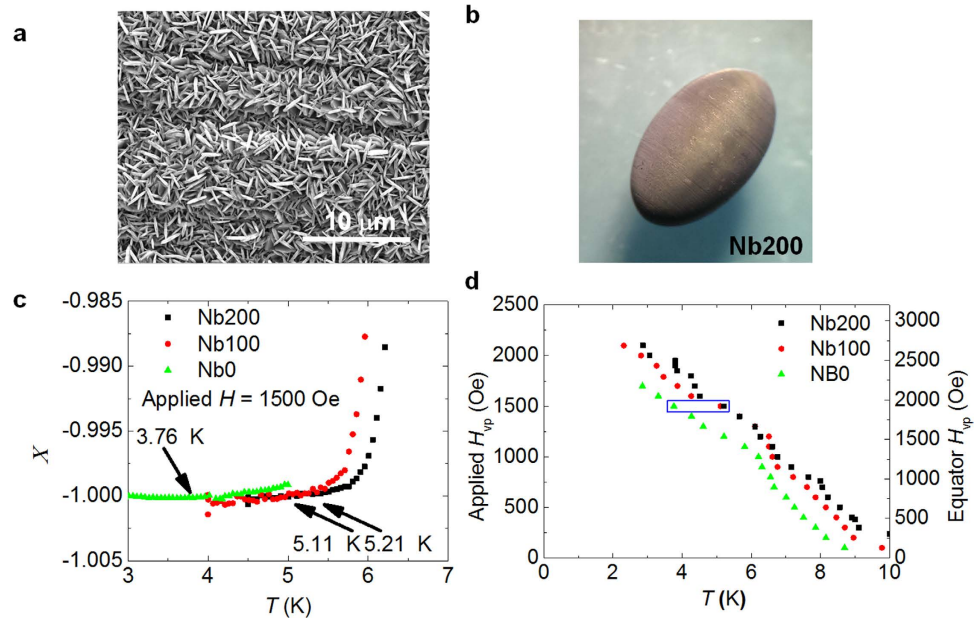 a
10 μm
b
Nb200
c
-0.985
-0.990
-0.995
-1.000
-1.005
X
Nb200
Nb100
Nb0
Applied H = 1500 Oe
3.76 K
5.11 K 5.21 K
3 4 5 6 7
T (K)
d
2500
2000
1500
1000
500
0
Applied Hvp (Oe)
Nb200
Nb100
NB0
3000
2500
2000
1500
1000
500
0
Equator Hvp (Oe)
0 2 4 6 8 10
T (K)